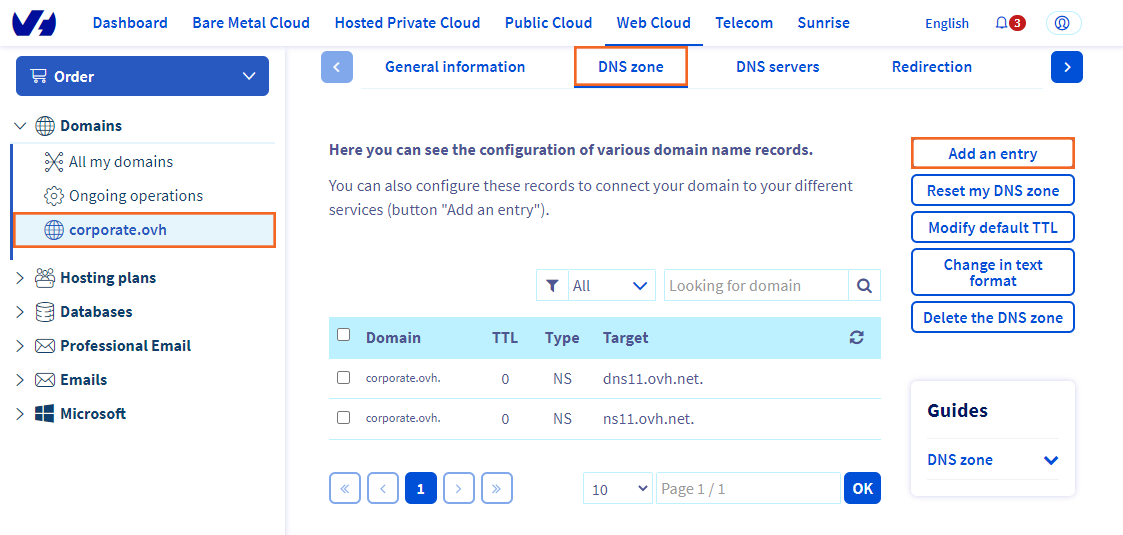 Dashboard Bare Metal Cloud Hosted Private Cloud Public Cloud Web Cloud Telecom Sunrise English 3
Order
Domains
All my domains
Ongoing operations
corporate.ovh
Hosting plans
Databases
Professional Email
Emails
Microsoft
General information DNS zone DNS servers Redirection
Here you can see the configuration of various domain name records.
You can also configure these records to connect your domain to your different
services (button "Add an entry").
Add an entry
Reset my DNS zone
Modify default TTL
Change in text
format
Delete the DNS zone
All Looking for domain
Domain TTL Type Target
corporate.ovh. 0 NS dns11.ovh.net.
corporate.ovh. 0 NS ns11.ovh.net.
« ‹ 1 › » 10 Page 1 / 1 OK
Guides
DNS zone